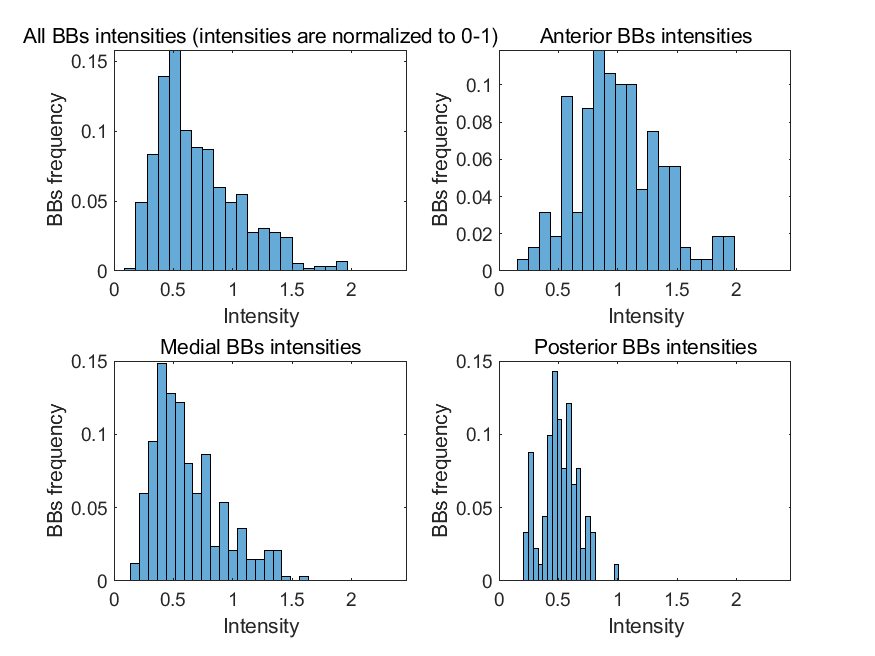 All BBs intensities (intensities are normalized to 0-1)
Anterior BBs intensities
BBs frequency
0.15
0.1
0.05
0
0 0.5 1 1.5 2
Intensity
BBs frequency
0.1
0.08
0.06
0.04
0.02
0
0 0.5 1 1.5 2
Intensity
Medial BBs intensities
Posterior BBs intensities
BBs frequency
0.15
0.1
0.05
0
0 0.5 1 1.5 2
Intensity
BBs frequency
0.15
0.1
0.05
0
0 0.5 1 1.5 2
Intensity